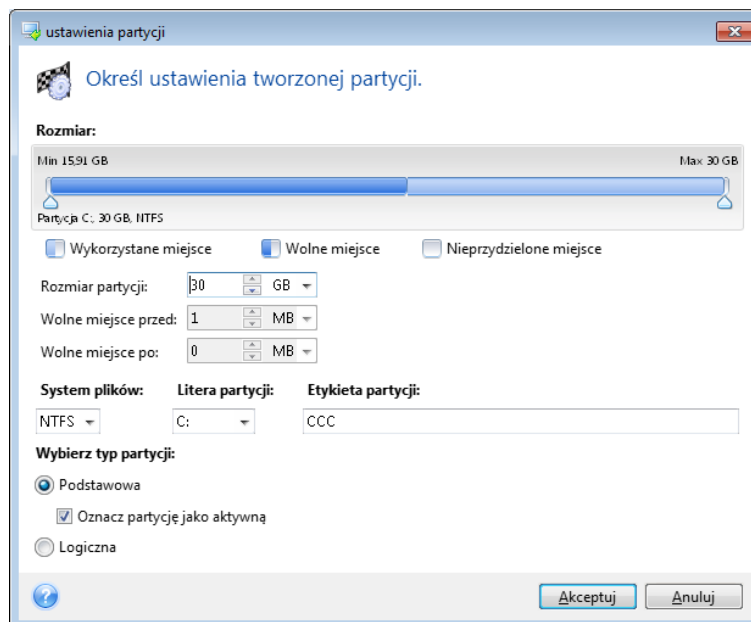 ustawienia partycji
Określ ustawienia tworzonej partycji.
Rozmiar:
Min 15,91 GB Max 30 GB
Partycja C:, 30 GB, NTFS
Wykorzystane miejsce Wolne miejsce Nieprzydzielone miejsce
Rozmiar partycji: 30 GB
Wolne miejsce przed: 1 MB
Wolne miejsce po: 0 MB
System plików: Litera partycji: Etykieta partycji:
NTFS C: CCC
Wybierz typ partycji:
Podstawowa
Oznacz partycję jako aktywną
Logiczna
? Akceptuj Anuluj